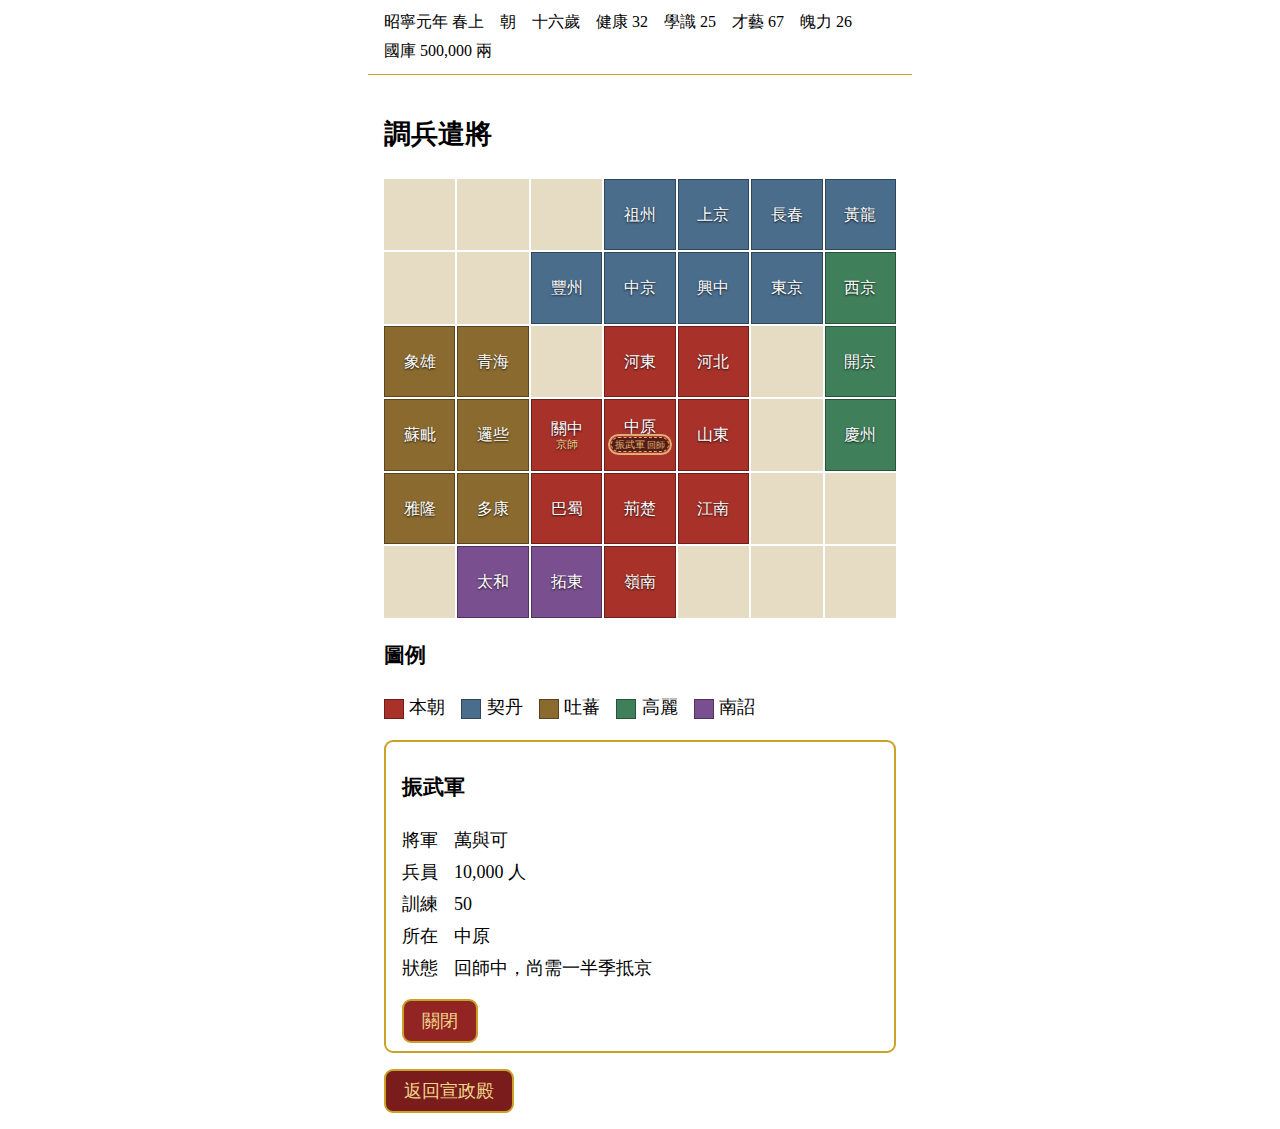 昭寧元年 春上　朝　十六歲　健康 32　學識 25　才藝 67　魄力 26
國庫 500,000 兩
調兵遣將
祖州 上京 長春 黃龍
豐州 中京 興中 東京 西京
象雄 青海 河東 河北 開京
蘇毗 邏些 關中 中原 山東 慶州
京師 振武軍 回師
雅隆 多康 巴蜀 荊楚 江南
太和 拓東 嶺南
圖例
本朝 契丹 吐蕃 高麗 南詔
振武軍
將軍 萬與可
兵員 10,000 人
訓練 50
所在 中原
狀態 回師中，尚需一半季抵京
關閉
返回宣政殿